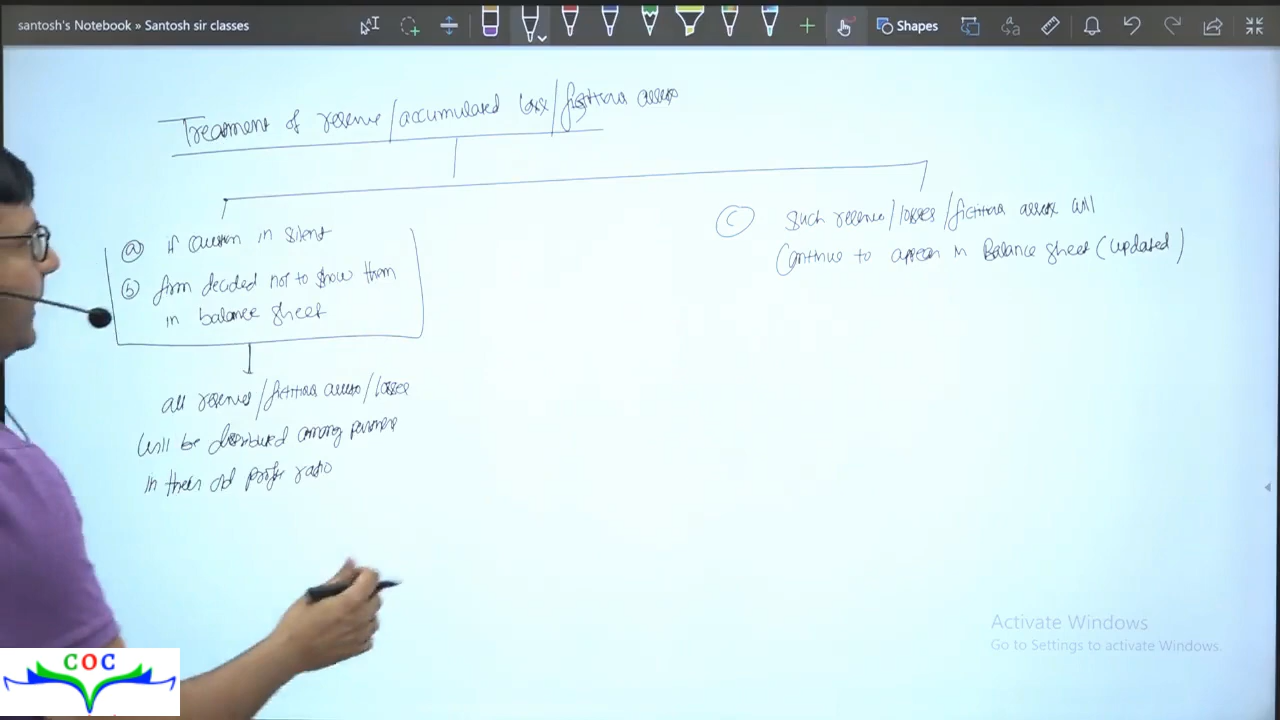 santosh's Notebook » Santosh sir classes
Shapes
Treatment of reserve/accumulated loss/fictitious assets
(a) if Question in silent
(b) firm decided not to show them
in balance sheet
all reserves/fictitious assets/losses
will be distributed among partners
in their old profit ratio
(C) Such reserve/losses/fictitious assets will
Continue to appear in Balance sheet (updated)
Activate Windows
Go to Settings to activate Windows.
COC